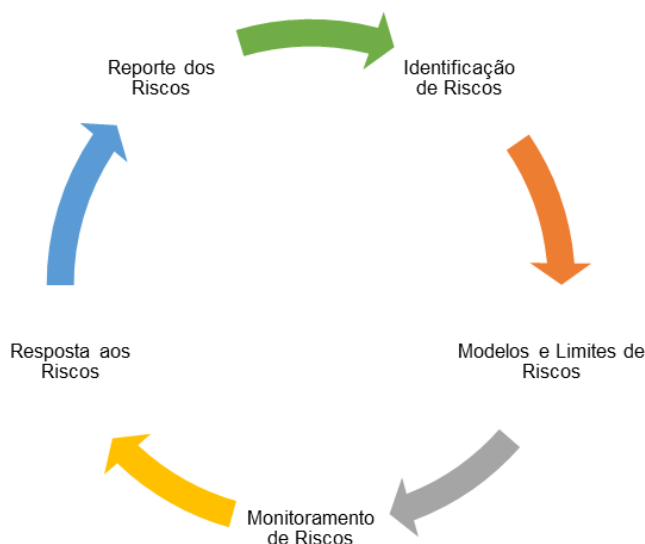 Reporte dos
Riscos
Identificação
de Riscos
Modelos e Limites de
Riscos
Monitoramento
de Riscos
Resposta aos
Riscos